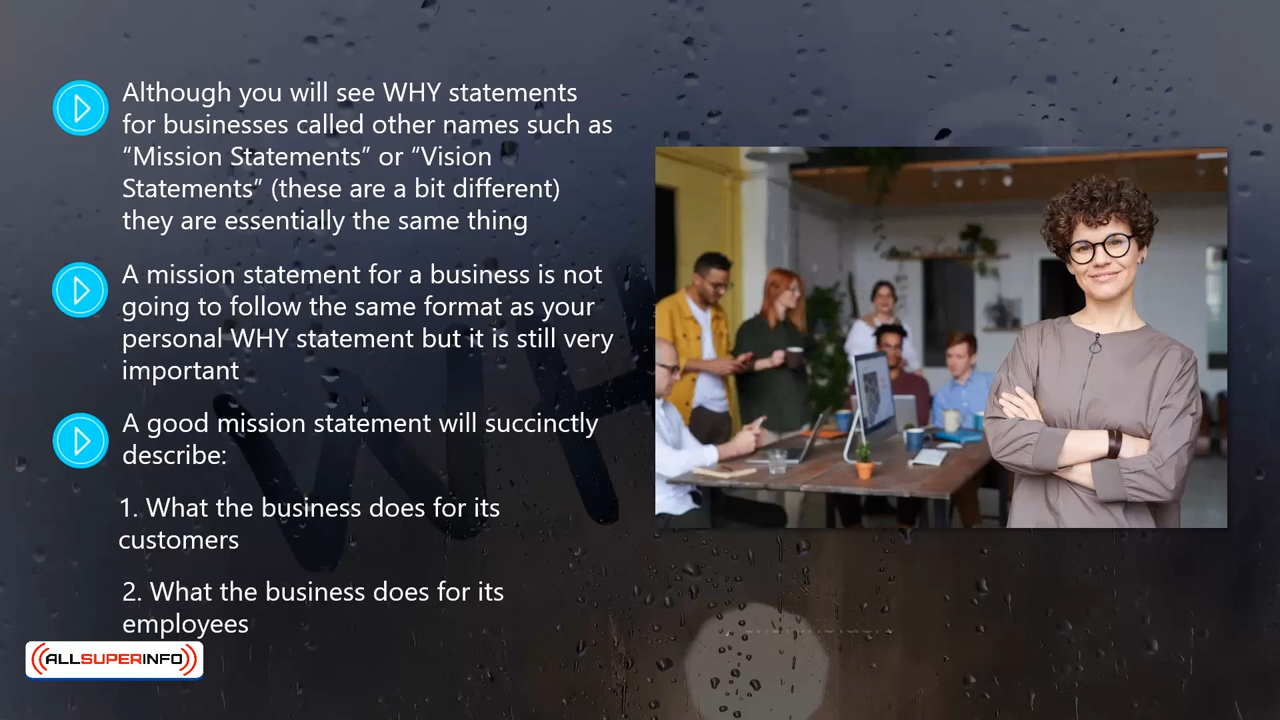 Although you will see WHY statements
for businesses called other names such as
“Mission Statements” or “Vision
Statements” (these are a bit different)
they are essentially the same thing
A mission statement for a business is not
going to follow the same format as your
personal WHY statement but it is still very
important
A good mission statement will succinctly
describe:
1. What the business does for its
customers
2. What the business does for its
employees
ALLSUPERINFO
WH